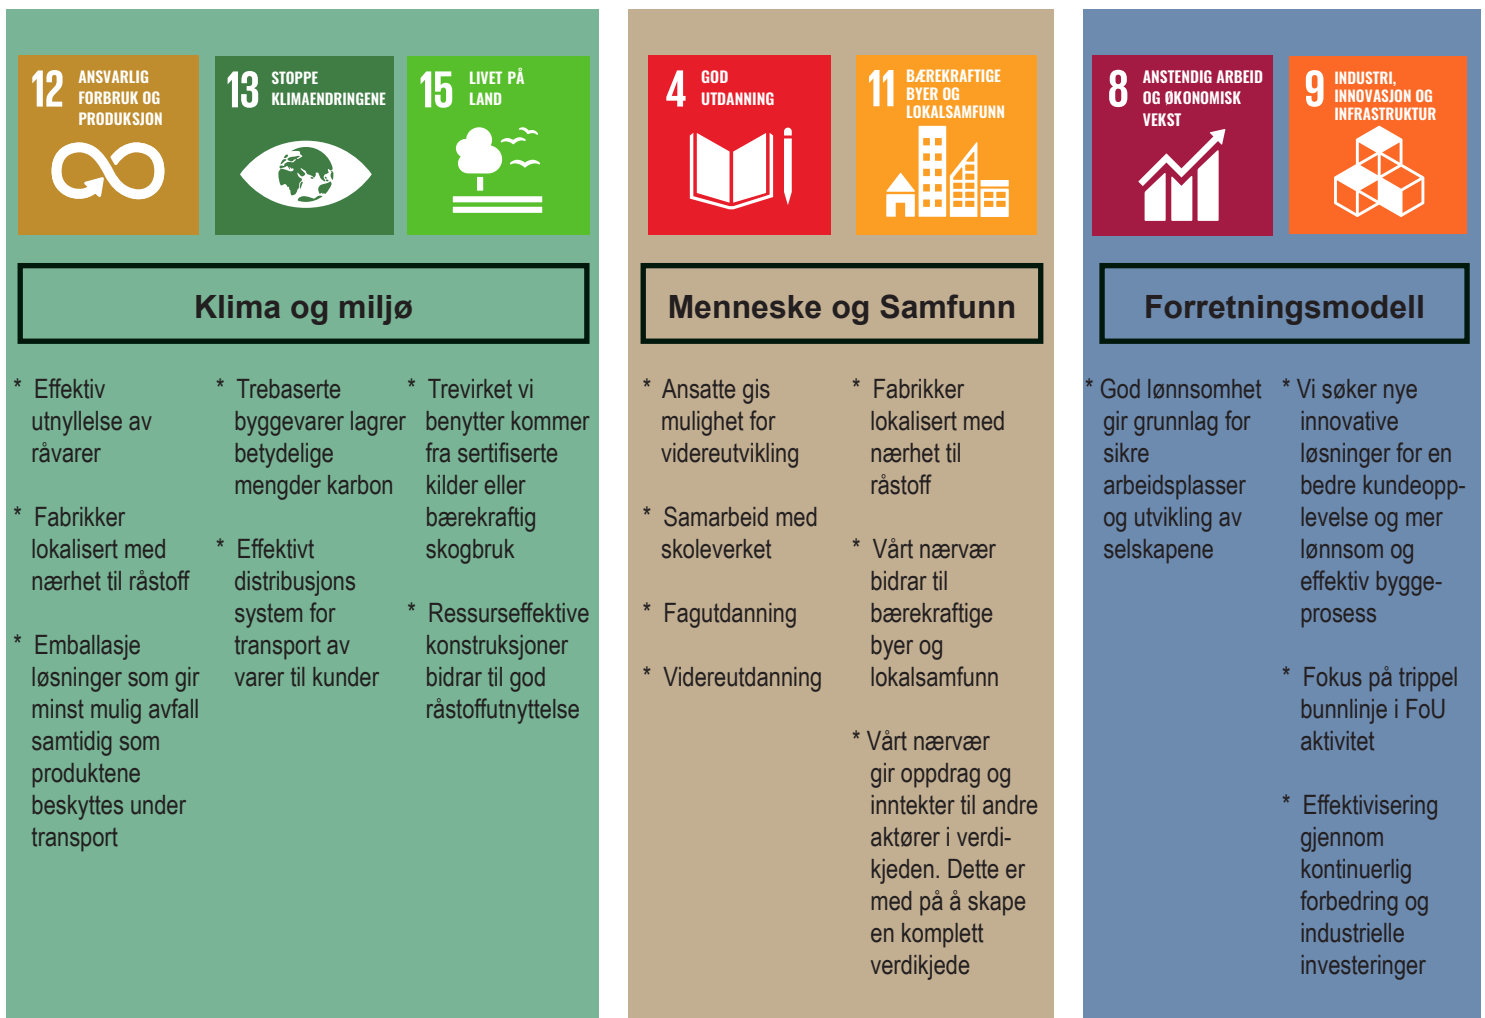 12 ANSVARLIG
FORBRUK OG
PRODUKSJON
13 STOPPE
KLIMAENDRINGENE
15 LIVET PÅ
LAND
Klima og miljø
* Effektiv
utnyllelse av
råvarer
* Fabrikker
lokalisert med
nærhet til råstoff
* Emballasje
løsninger som gir
minst mulig avfall
samtidig som
produktene
beskyttes under
transport
* Trebaserte
byggevarer lagrer
betydelige
mengder karbon
* Effektivt
distribusjons
system for
transport av
varer til kunder
* Trevirket vi
benytter kommer
fra sertifiserte
kilder eller
bærekraftig
skogbruk
* Ressurseffektive
konstruksjoner
bidrar til god
råstoffutnyttelse
4 GOD
UTDANNING
11 BÆREKRAFTIGE
BYER OG
LOKALSAMFUNN
Menneske og Samfunn
* Ansatte gis
mulighet for
videreutvikling
* Samarbeid med
skoleverket
* Fagutdanning
* Videreutdanning
* Fabrikker
lokalisert med
nærhet til
råstoff
* Vårt nærvær
bidrar til
bærekraftige
byer og
lokalsamfunn
* Vårt nærvær
gir oppdrag og
inntekter til andre
aktører i verdi-
kjeden. Dette er
med på å skape
en komplett
verdikjede
8 ANSTENDIG ARBEID
OG ØKONOMISK
VEKST
9 INDUSTRI,
INNOVASJON OG
INFRASTRUKTUR
Forretningsmodell
* God lønnsomhet
gir grunnlag for
sikre
arbeidsplasser
og utvikling av
selskapene
* Vi søker nye
innovative
løsninger for en
bedre kundeopp-
levelse og mer
lønnsom og
effektiv bygge-
prosess
* Fokus på trippel
bunnlinje i FoU
aktivitet
* Effektivisering
gjennom
kontinuerlig
forbedring og
industrielle
investeringer